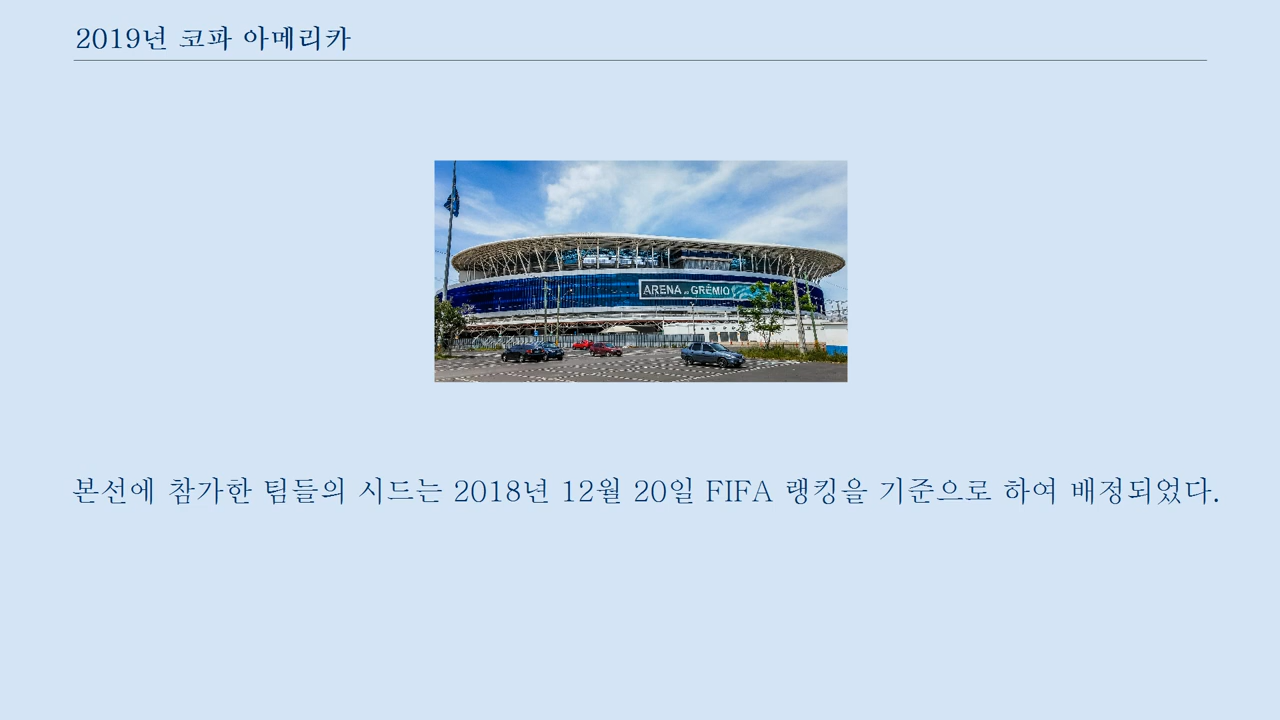 2019년 코파 아메리카
ARENA DO GRÊMIO
본선에 참가한 팀들의 시드는 2018년 12월 20일 FIFA 랭킹을 기준으로 하여 배정되었다.